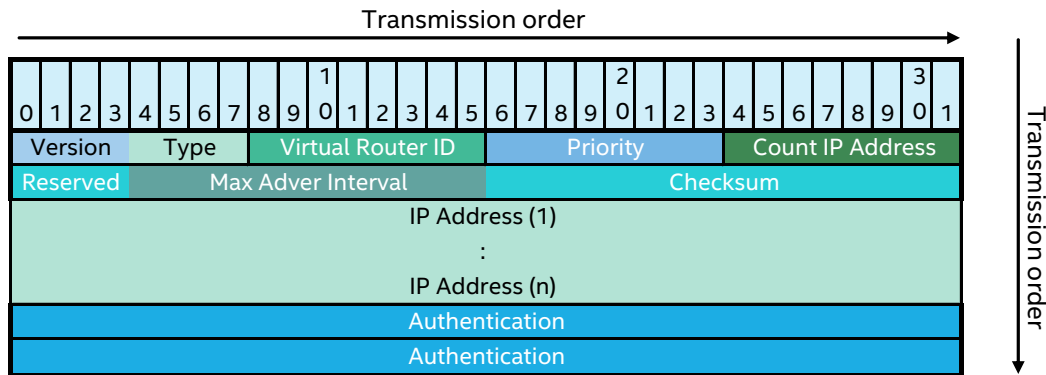 Transmission order
1 2 3
0 1 2 3 4 5 6 7 8 9 0 1 2 3 4 5 6 7 8 9 0 1 2 3 4 5 6 7 8 9 0 1
Version Type Virtual Router ID Priority Count IP Address
Reserved Max Adver Interval Checksum
IP Address (1)
:
IP Address (n)
Authentication
Authentication
Transmission order